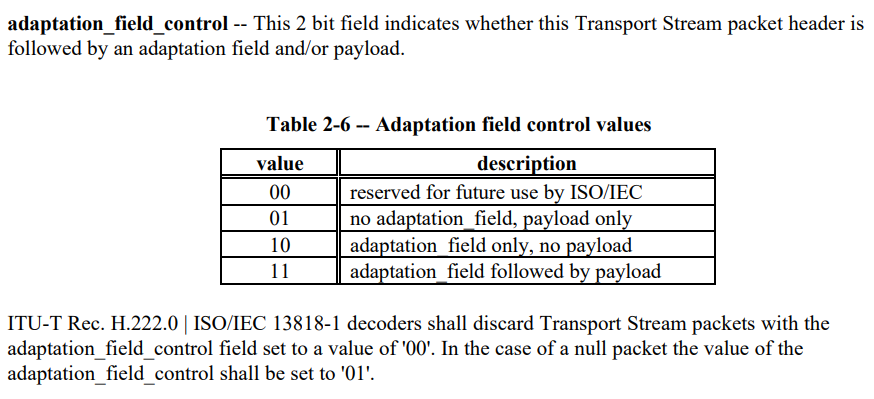 adaptation_field_control -- This 2 bit field indicates whether this Transport Stream packet header is
followed by an adaptation field and/or payload.
Table 2-6 -- Adaptation field control values
value description
00 reserved for future use by ISO/IEC
01 no adaptation_field, payload only
10 adaptation_field only, no payload
11 adaptation_field followed by payload
ITU-T Rec. H.222.0 | ISO/IEC 13818-1 decoders shall discard Transport Stream packets with the
adaptation_field_control field set to a value of '00'. In the case of a null packet the value of the
adaptation_field_control shall be set to '01'.